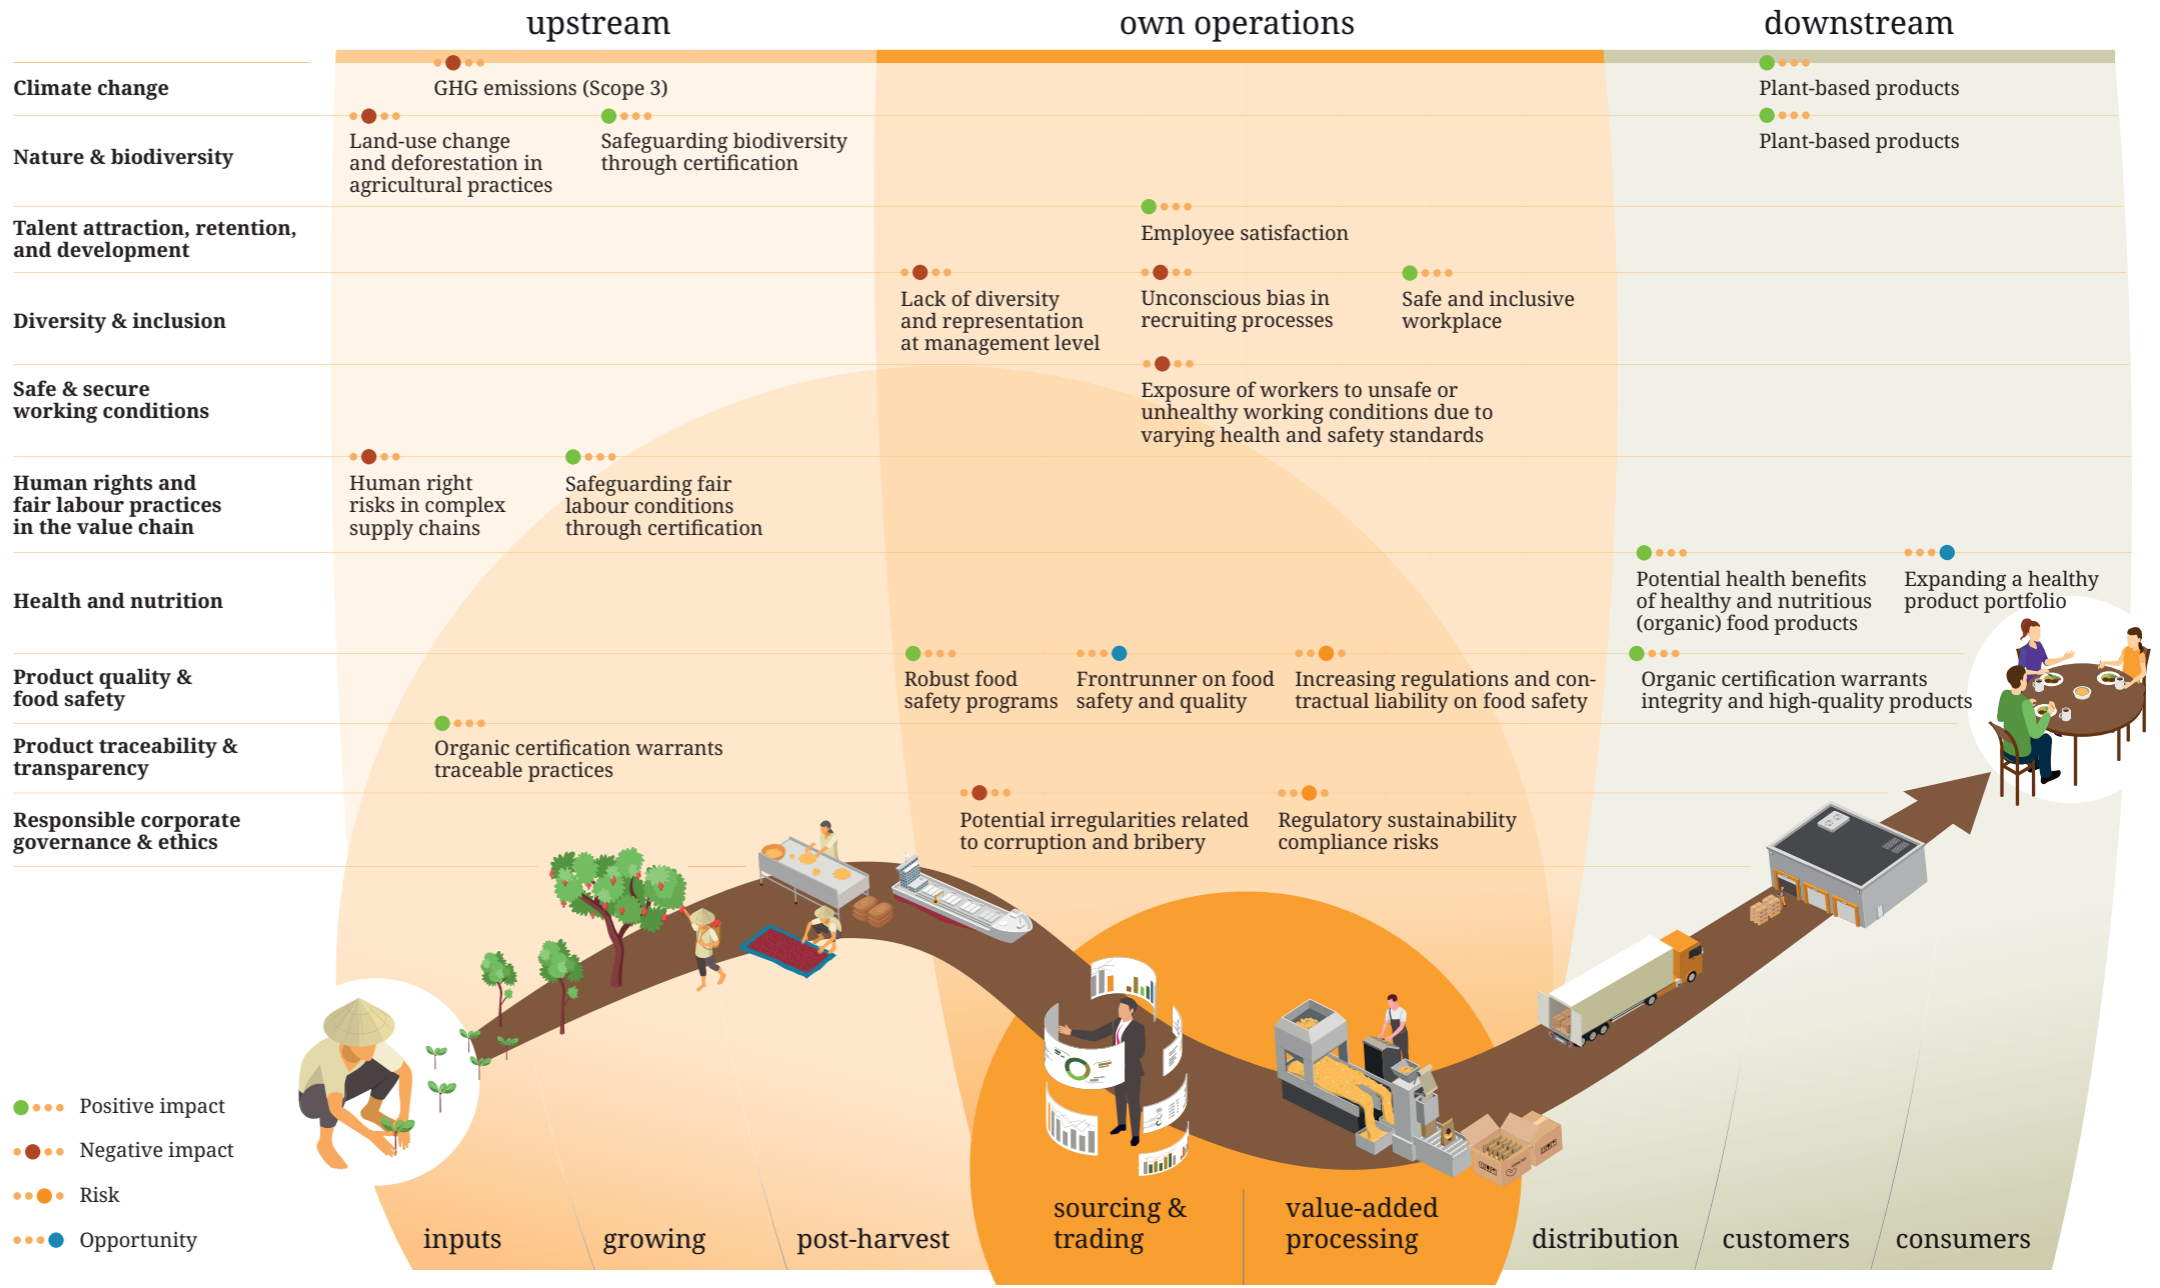 upstream
own operations
downstream
Climate change
GHG emissions (Scope 3)
Plant-based products
Nature & biodiversity
Land-use change
and deforestation in
agricultural practices
Safeguarding biodiversity
through certification
Plant-based products
Talent attraction, retention,
and development
Employee satisfaction
Diversity & inclusion
Lack of diversity
and representation
at management level
Unconscious bias in
recruiting processes
Safe and inclusive
workplace
Safe & secure
working conditions
Exposure of workers to unsafe or
unhealthy working conditions due to
varying health and safety standards
Human rights and
fair labour practices
in the value chain
Human right
risks in complex
supply chains
Safeguarding fair
labour conditions
through certification
Health and nutrition
Potential health benefits
of healthy and nutritious
(organic) food products
Expanding a healthy
product portfolio
Product quality &
food safety
Robust food
safety programs
Frontrunner on food
safety and quality
Increasing regulations and con-
tractual liability on food safety
Organic certification warrants
integrity and high-quality products
Product traceability &
transparency
Organic certification warrants
traceable practices
Responsible corporate
governance & ethics
Potential irregularities related
to corruption and bribery
Regulatory sustainability
compliance risks
Positive impact
Negative impact
Risk
Opportunity
inputs
growing
post-harvest
sourcing &
trading
value-added
processing
distribution
customers
consumers